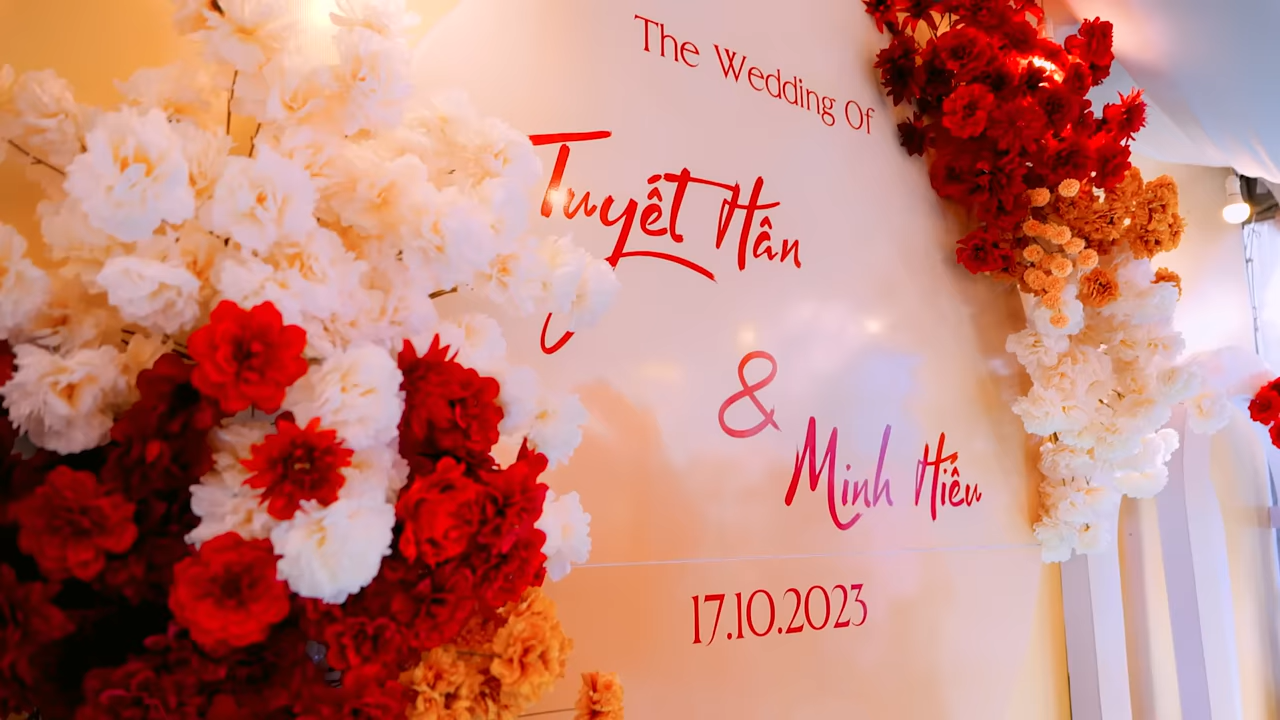 The Wedding Of
Tuyết Hân
&
Minh Hiếu
17.10.2023